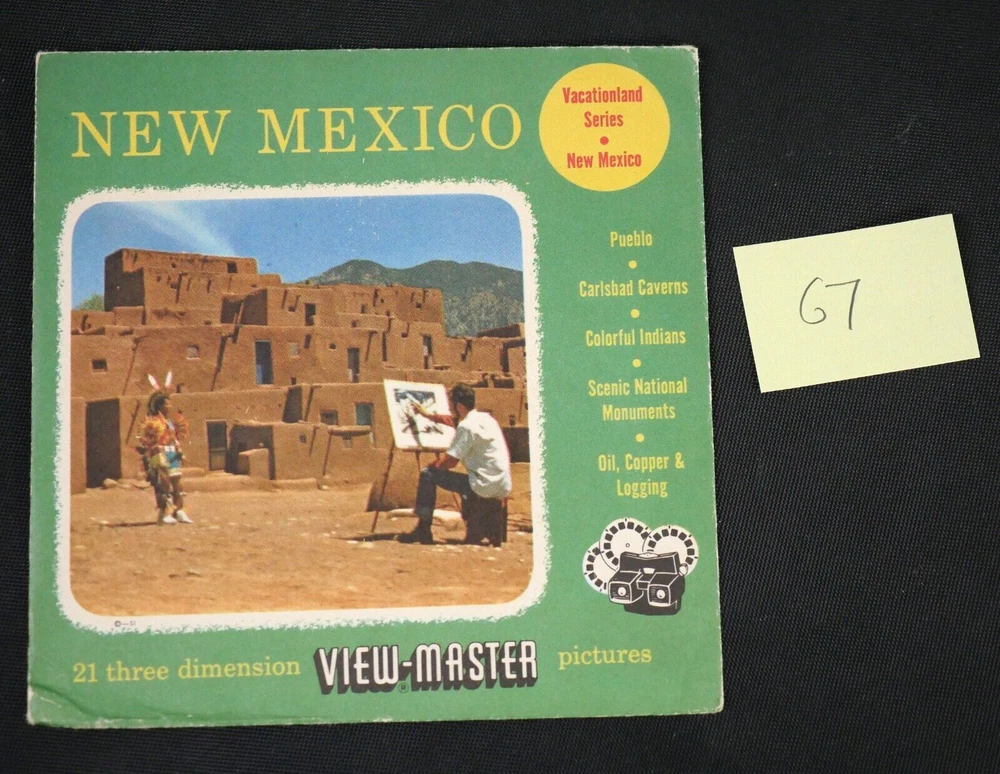 NEW MEXICO
Vacationland
Series
•
New Mexico
Pueblo
•
Carlsbad Caverns
•
Colorful Indians
•
Scenic National
Monuments
•
Oil, Copper &
Logging
21 three dimension VIEW-MASTER® pictures
67